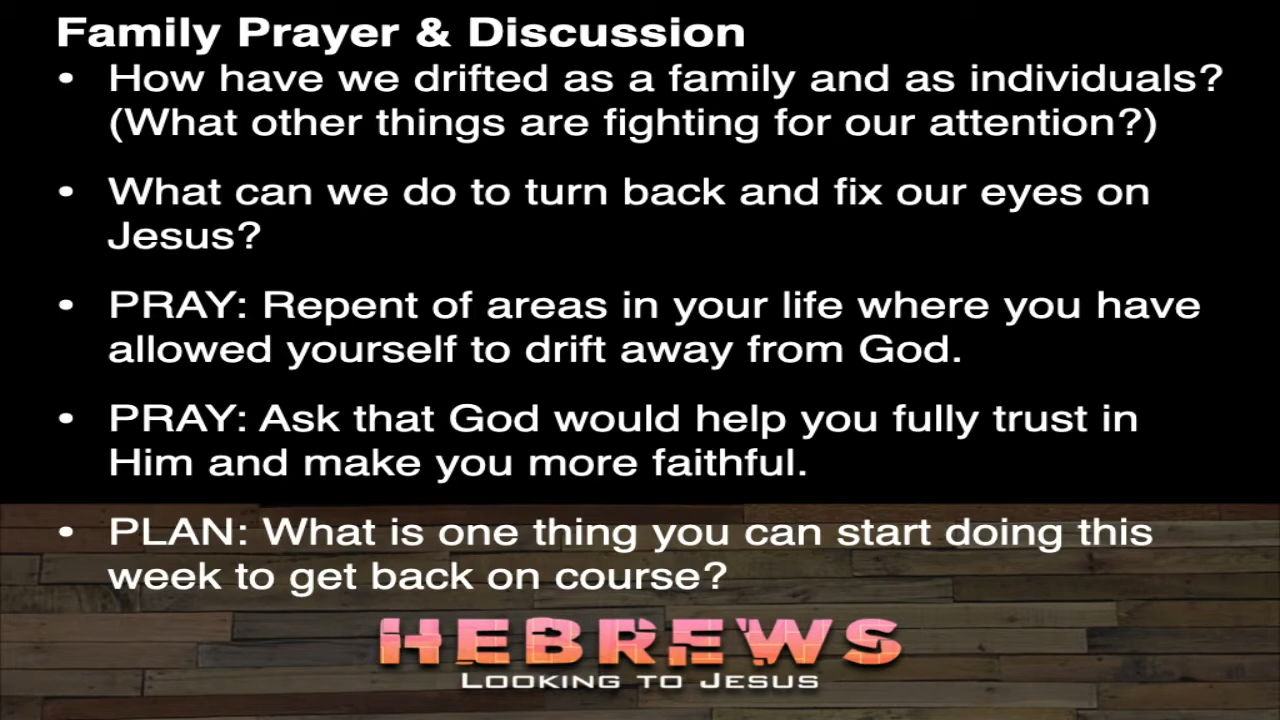 Family Prayer & Discussion
• How have we drifted as a family and as individuals?
(What other things are fighting for our attention?)
• What can we do to turn back and fix our eyes on
Jesus?
• PRAY: Repent of areas in your life where you have
allowed yourself to drift away from God.
• PRAY: Ask that God would help you fully trust in
Him and make you more faithful.
• PLAN: What is one thing you can start doing this
week to get back on course?
HEBREWS
LOOKING TO JESUS